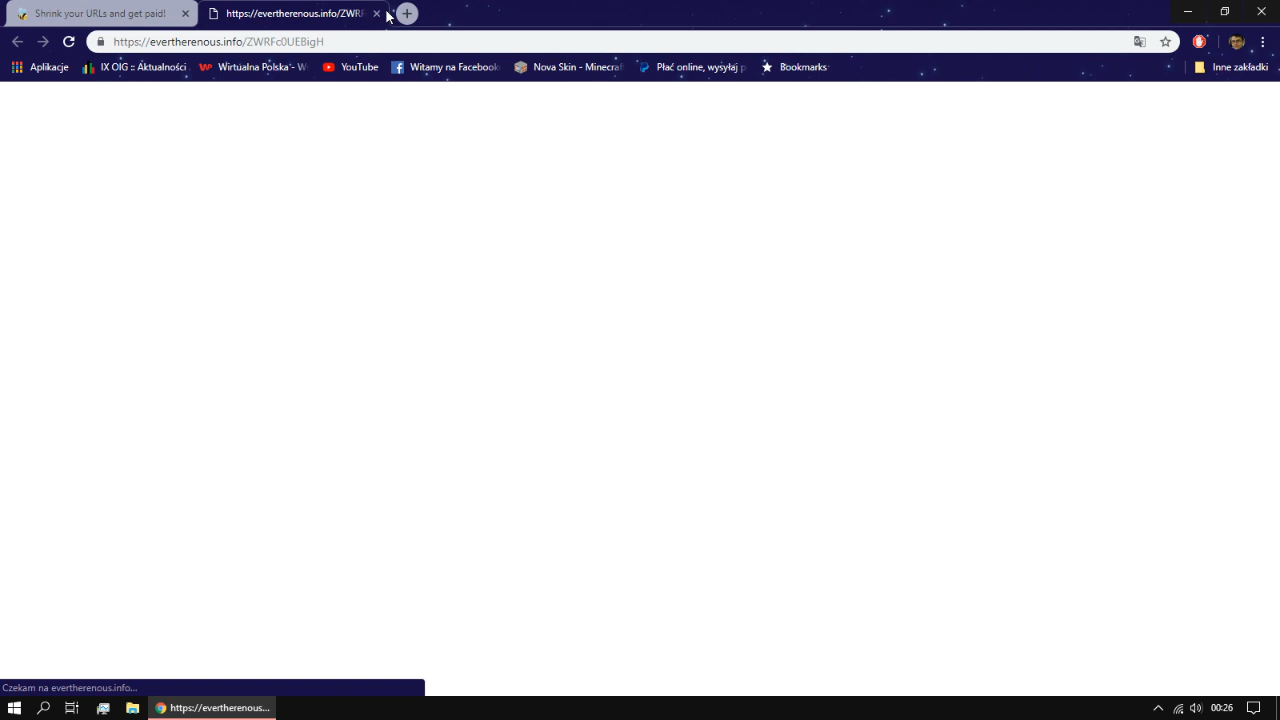 Shrink your URLs and get paid!
https://evertherenous.info/ZWRF
https://evertherenous.info/ZWRFc0UEBigH
Aplikacje
IX OIG :: Aktualności
Wirtualna Polska - W
YouTube
Witamy na Facebook
Nova Skin - Minecraf
Płać online, wysyłaj p
Bookmarks
Inne zakładki
Czekam na evertherenous.info...
https://evertherenous...
00:26